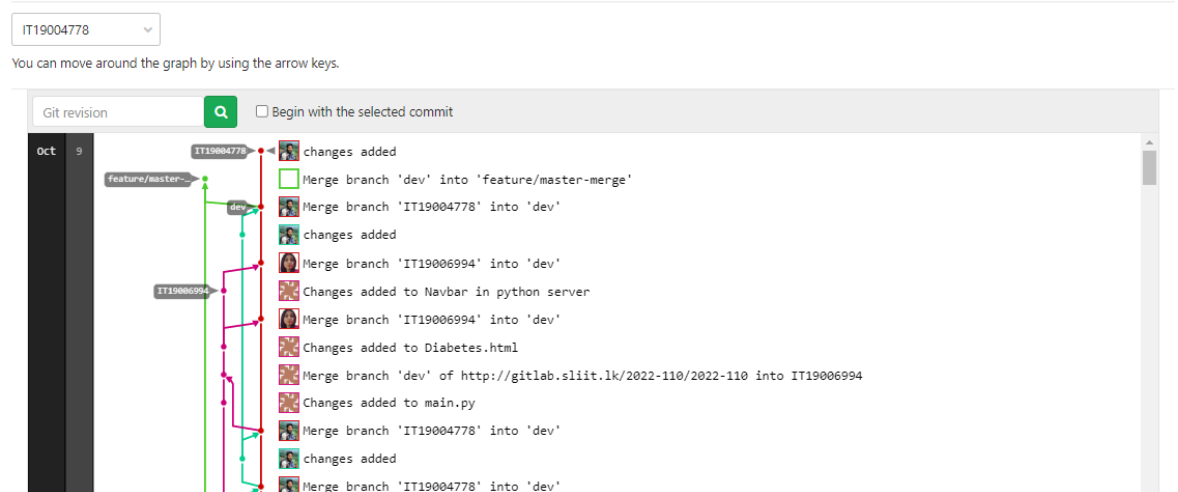 IT19004778
You can move around the graph by using the arrow keys.
Git revision
Begin with the selected commit
Oct 9 IT19004778 changes added
feature/master-… Merge branch 'dev' into 'feature/master-merge'
dev Merge branch 'IT19004778' into 'dev'
changes added
Merge branch 'IT19006994' into 'dev'
IT19006994 Changes added to Navbar in python server
Merge branch 'IT19006994' into 'dev'
Changes added to Diabetes.html
Merge branch 'dev' of http://gitlab.sliit.lk/2022-110/2022-110 into IT19006994
Changes added to main.py
Merge branch 'IT19004778' into 'dev'
changes added
Merge branch 'IT19004778' into 'dev'